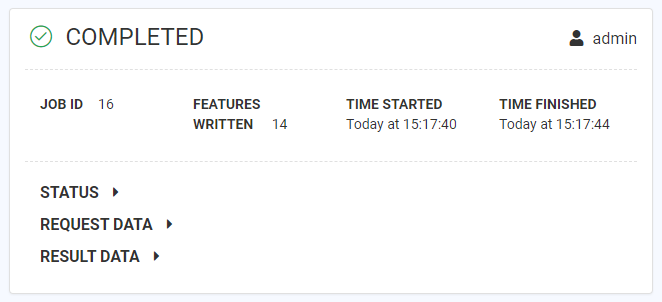 COMPLETED
admin
JOB ID 16
FEATURES WRITTEN 14
TIME STARTED
Today at 15:17:40
TIME FINISHED
Today at 15:17:44
STATUS
REQUEST DATA
RESULT DATA